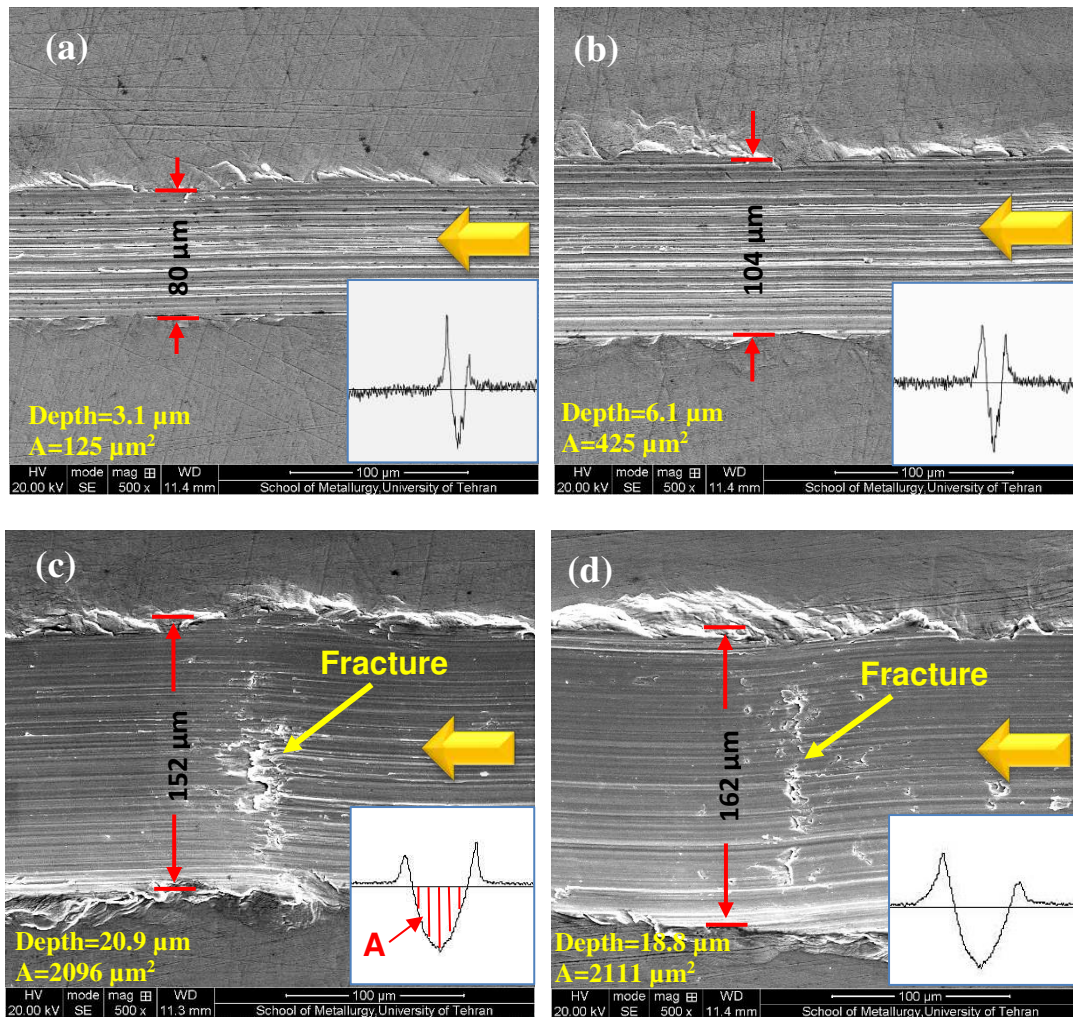 (a)
80 µm
Depth=3.1 µm
A=125 µm²
HV mode mag WD 100 µm
20.00 kV SE 500 x 11.4 mm School of Metallurgy,University of Tehran
(b)
104 µm
Depth=6.1 µm
A=425 µm²
HV mode mag WD 100 µm
20.00 kV SE 500 x 11.4 mm School of Metallurgy,University of Tehran
(c)
Fracture
152 µm
A
Depth=20.9 µm
A=2096 µm²
HV mode mag WD 100 µm
20.00 kV SE 500 x 11.3 mm School of Metallurgy,University of Tehran
(d)
Fracture
162 µm
Depth=18.8 µm
A=2111 µm²
HV mode mag WD 100 µm
20.00 kV SE 500 x 11.4 mm School of Metallurgy,University of Tehran